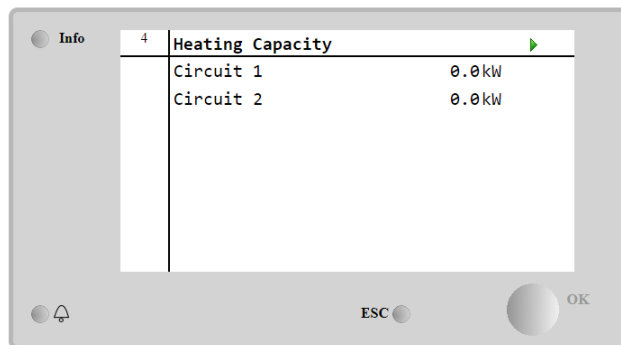 Info
4 Heating Capacity
Circuit 1 0.0kW
Circuit 2 0.0kW
ESC
OK